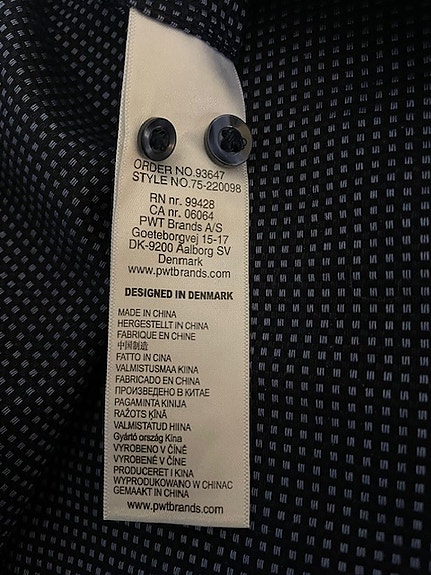 ORDER NO.93647
STYLE NO.75-220098
RN nr. 99428
CA nr. 06064
PWT Brands A/S
Goeteborgvej 15-17
DK-9200 Aalborg SV
Denmark
www.pwtbrands.com
DESIGNED IN DENMARK
MADE IN CHINA
HERGESTELLT IN CHINA
FABRIQUE EN CHINE
中国制造
FATTO IN CINA
VALMISTUSMAA KIINA
FABRICADO EN CHINA
ПРОИЗВЕДЕНО В КИТАЕ
PAGAMINTA KINIJA
RAŽOTS ĶĪNĀ
VALMISTATUD HIINA
Gyártó ország Kína
VYROBENO V ČÍNĚ
VYROBENÉ V ČÍNE
PRODUCERET I KINA
WYPRODUKOWANO W CHINAC
GEMAAKT IN CHINA
www.pwtbrands.com